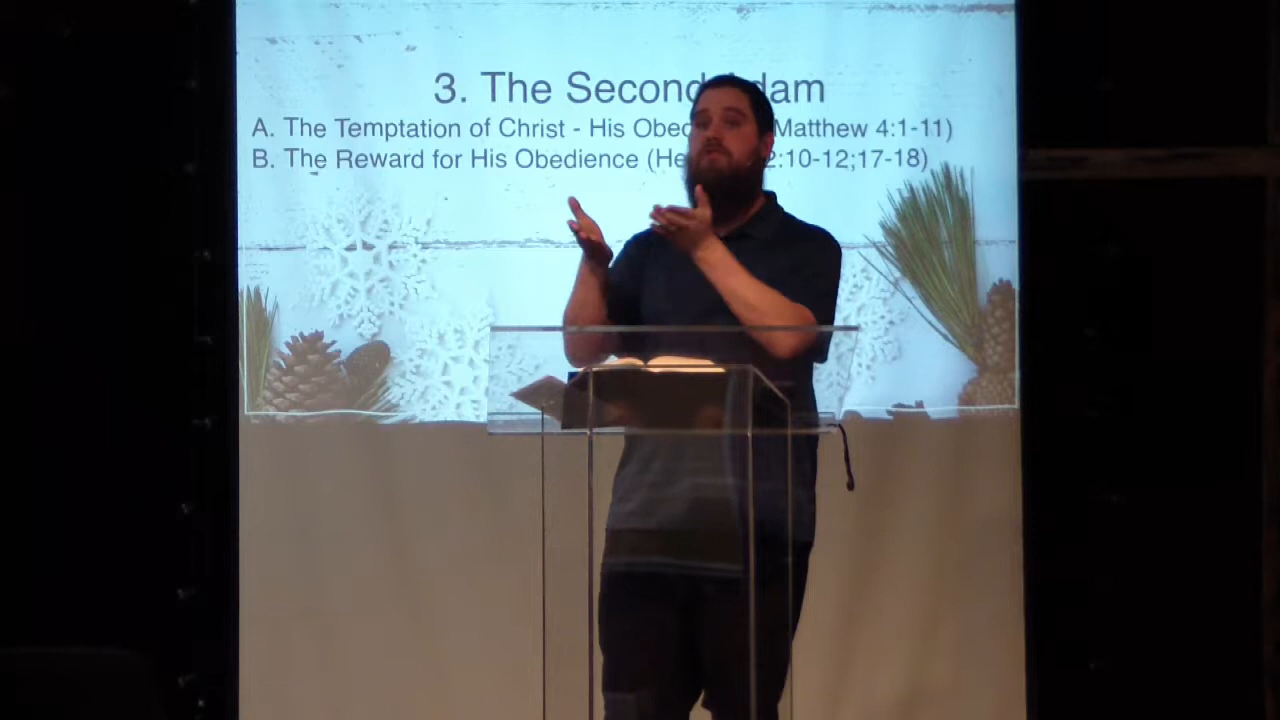 3. The Second Adam
A. The Temptation of Christ - His Matthew 4:1-11)
B. The Reward for His Obedience 2:10-12;17-18)